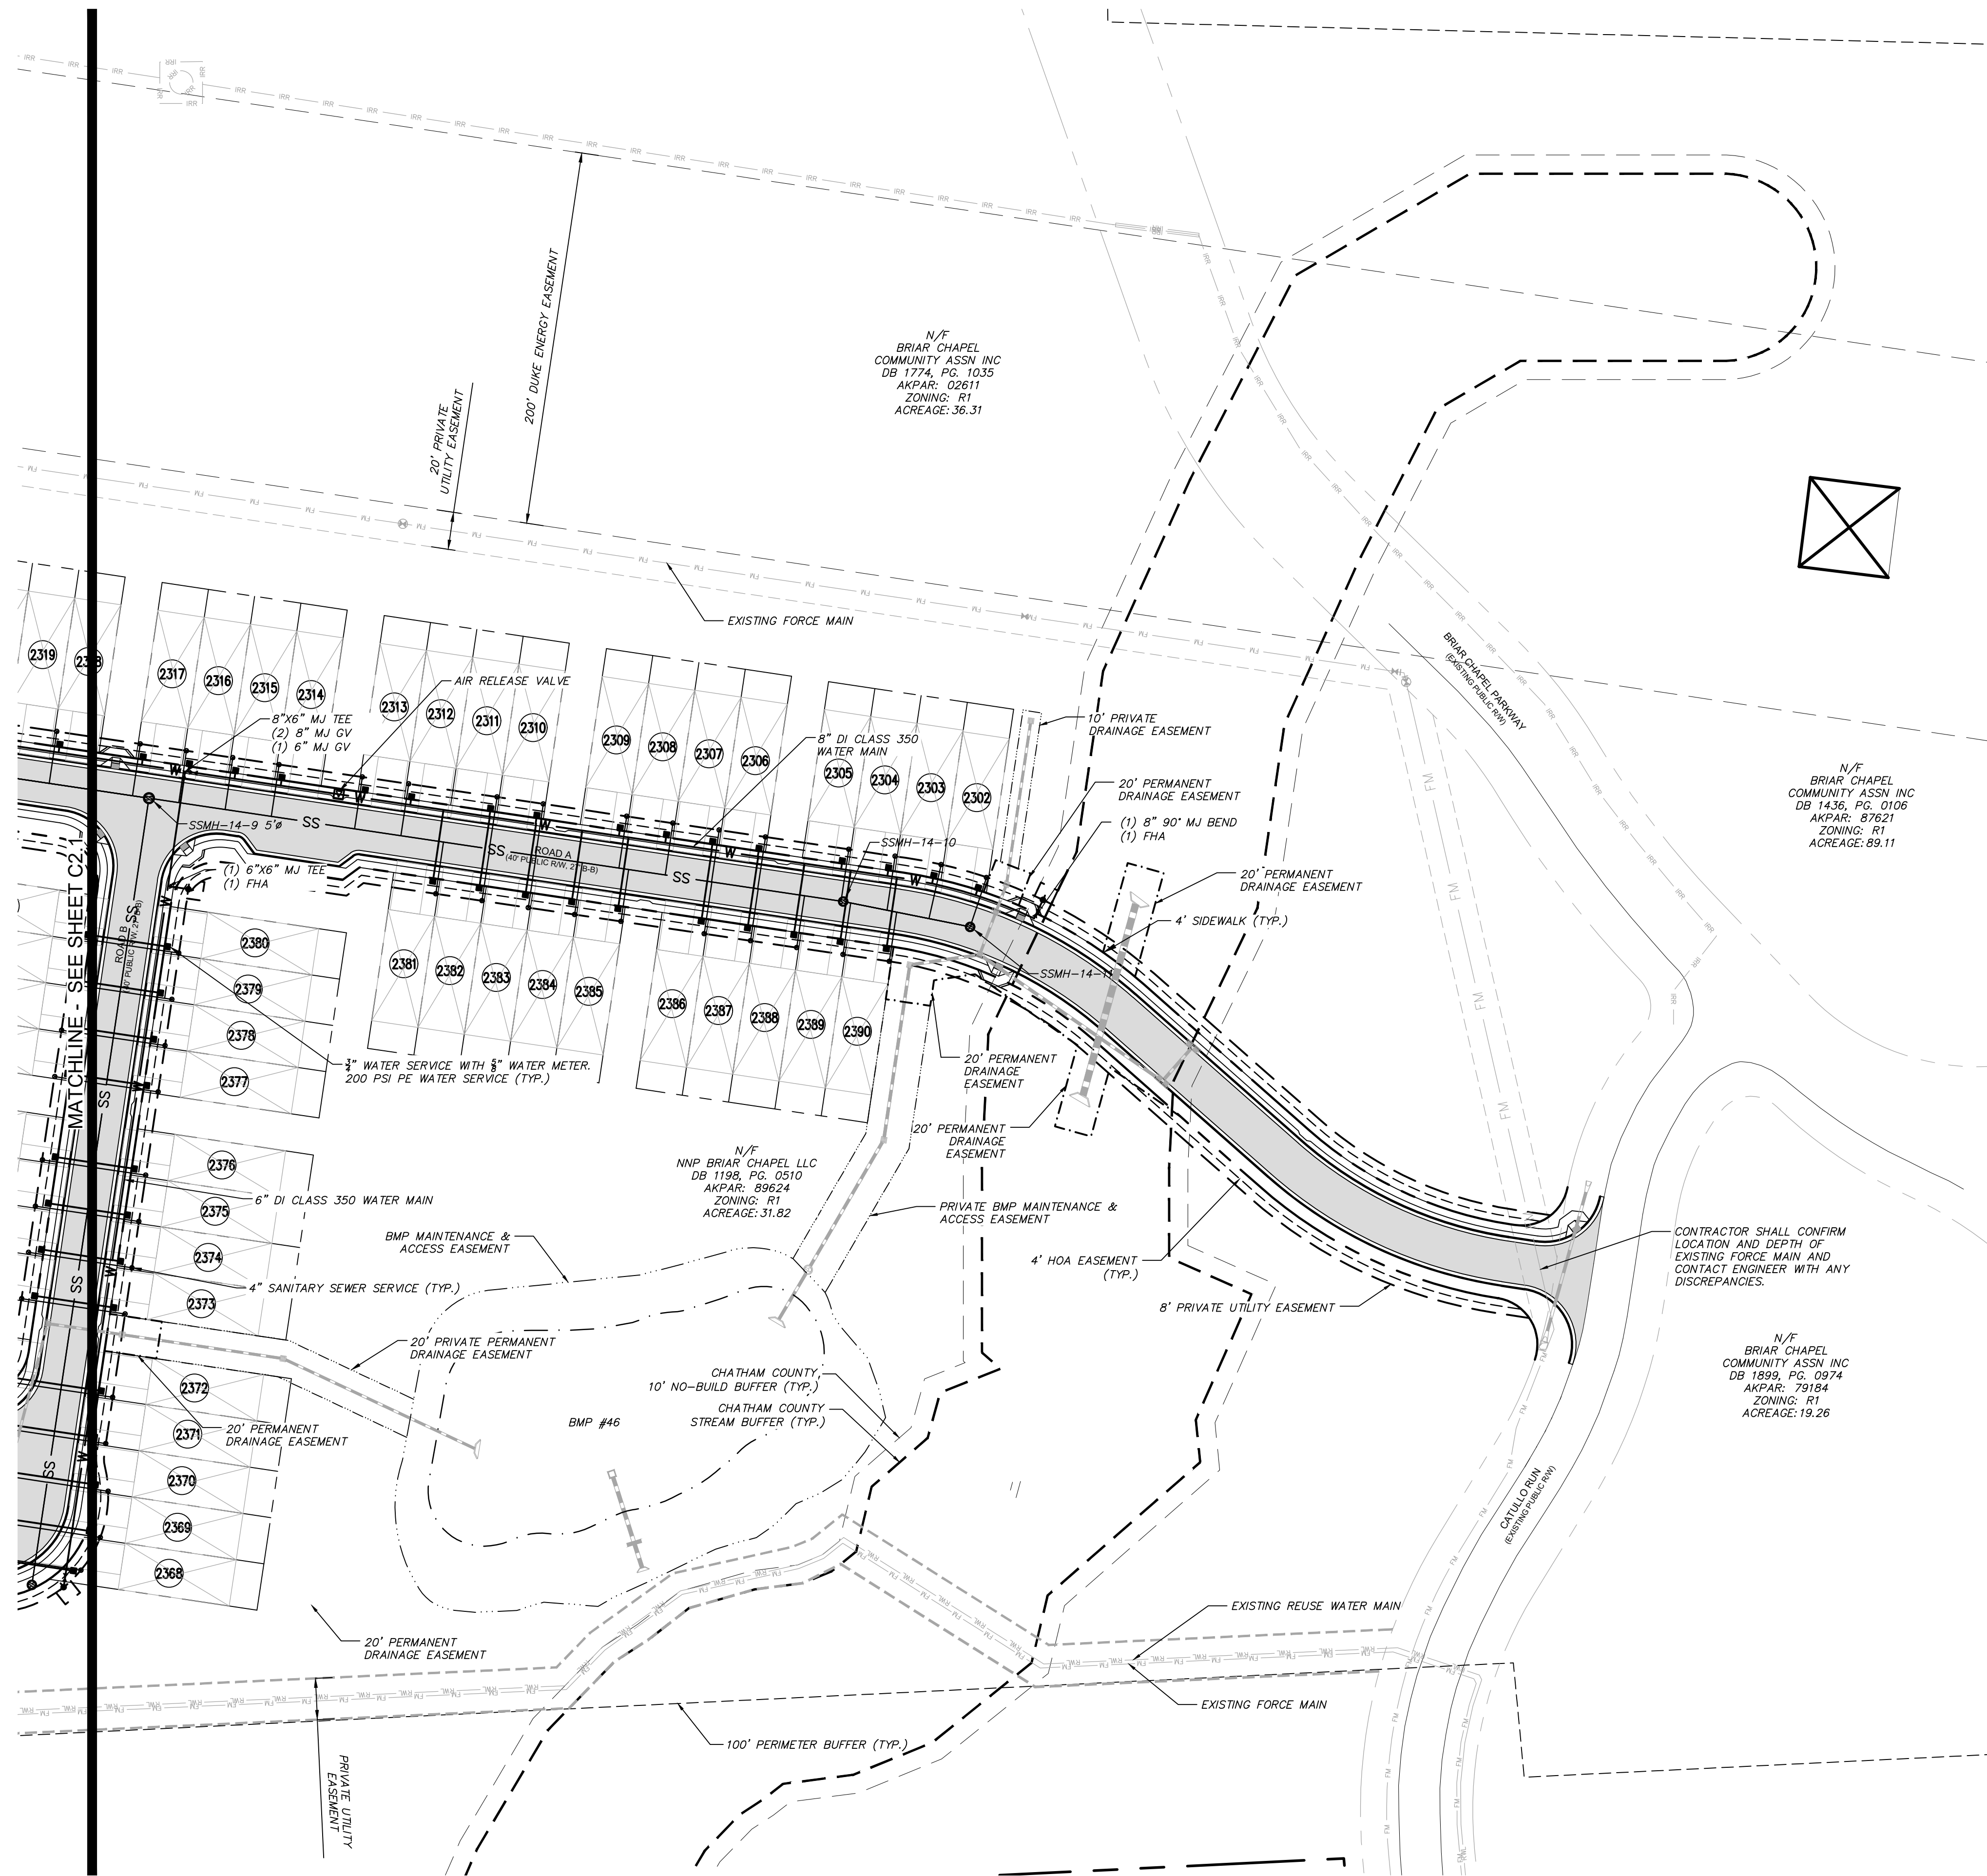 200' DUKE ENERGY EASEMENT
20' PRIVATE
UTILITY EASEMENT
N/F
BRIAR CHAPEL
COMMUNITY ASSN INC
DB 1774, PG. 1035
AKPAR: 02611
ZONING: R1
ACREAGE: 36.31
EXISTING FORCE MAIN
BRIAR CHAPEL PARKWAY
(EXISTING PUBLIC R/W)
N/F
BRIAR CHAPEL
COMMUNITY ASSN INC
DB 1436, PG. 0106
AKPAR: 87621
ZONING: R1
ACREAGE: 89.11
2319
2318
2317
2316
2315
2314
2313
2312
2311
2310
2309
2308
2307
2306
2305
2304
2303
2302
AIR RELEASE VALVE
8"X6" MJ TEE
(2) 8" MJ GV
(1) 6" MJ GV
8" DI CLASS 350
WATER MAIN
10' PRIVATE
DRAINAGE EASEMENT
20' PERMANENT
DRAINAGE EASEMENT
(1) 8" 90° MJ BEND
(1) FHA
20' PERMANENT
DRAINAGE EASEMENT
4' SIDEWALK (TYP.)
SSMH-14-9 5'ø
SSMH-14-10
SSMH-14-11
ROAD A
(40' PUBLIC R/W, 27' B-B)
(1) 6"X6" MJ TEE
(1) FHA
MATCHLINE - SEE SHEET C2.1
ROAD B
(40' PUBLIC R/W, 27' B-B)
2380
2379
2378
2377
2376
2375
2374
2373
2372
2371
2370
2369
2368
2381
2382
2383
2384
2385
2386
2387
2388
2389
2390
3/4" WATER SERVICE WITH 5/8" WATER METER.
200 PSI PE WATER SERVICE (TYP.)
20' PERMANENT
DRAINAGE
EASEMENT
20' PERMANENT
DRAINAGE
EASEMENT
N/F
NNP BRIAR CHAPEL LLC
DB 1198, PG. 0510
AKPAR: 89624
ZONING: R1
ACREAGE: 31.82
6" DI CLASS 350 WATER MAIN
PRIVATE BMP MAINTENANCE &
ACCESS EASEMENT
BMP MAINTENANCE &
ACCESS EASEMENT
4" SANITARY SEWER SERVICE (TYP.)
4' HOA EASEMENT
(TYP.)
8' PRIVATE UTILITY EASEMENT
CONTRACTOR SHALL CONFIRM
LOCATION AND DEPTH OF
EXISTING FORCE MAIN AND
CONTACT ENGINEER WITH ANY
DISCREPANCIES.
20' PRIVATE PERMANENT
DRAINAGE EASEMENT
CHATHAM COUNTY
10' NO-BUILD BUFFER (TYP.)
CHATHAM COUNTY
STREAM BUFFER (TYP.)
BMP #46
20' PERMANENT
DRAINAGE EASEMENT
N/F
BRIAR CHAPEL
COMMUNITY ASSN INC
DB 1899, PG. 0974
AKPAR: 79184
ZONING: R1
ACREAGE: 19.26
CATULLO RUN
(EXISTING PUBLIC R/W)
20' PERMANENT
DRAINAGE EASEMENT
EXISTING REUSE WATER MAIN
EXISTING FORCE MAIN
100' PERIMETER BUFFER (TYP.)
PRIVATE UTILITY
EASEMENT